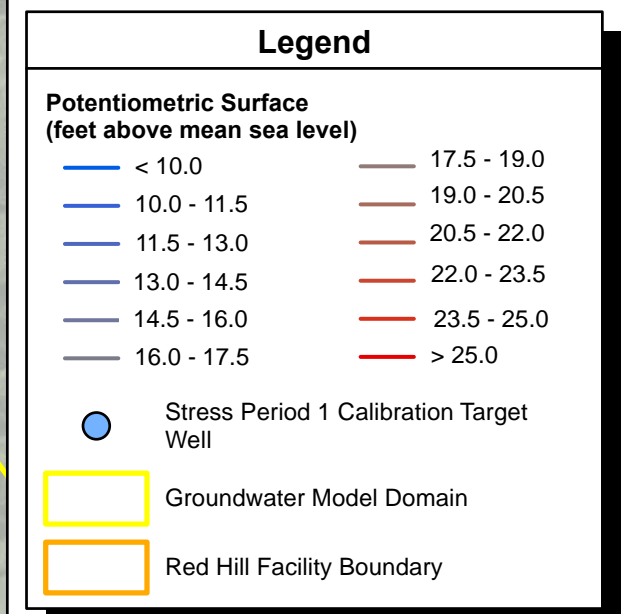 Legend
Potentiometric Surface
(feet above mean sea level)
< 10.0
10.0 - 11.5
11.5 - 13.0
13.0 - 14.5
14.5 - 16.0
16.0 - 17.5
17.5 - 19.0
19.0 - 20.5
20.5 - 22.0
22.0 - 23.5
23.5 - 25.0
> 25.0
Stress Period 1 Calibration Target
Well
Groundwater Model Domain
Red Hill Facility Boundary